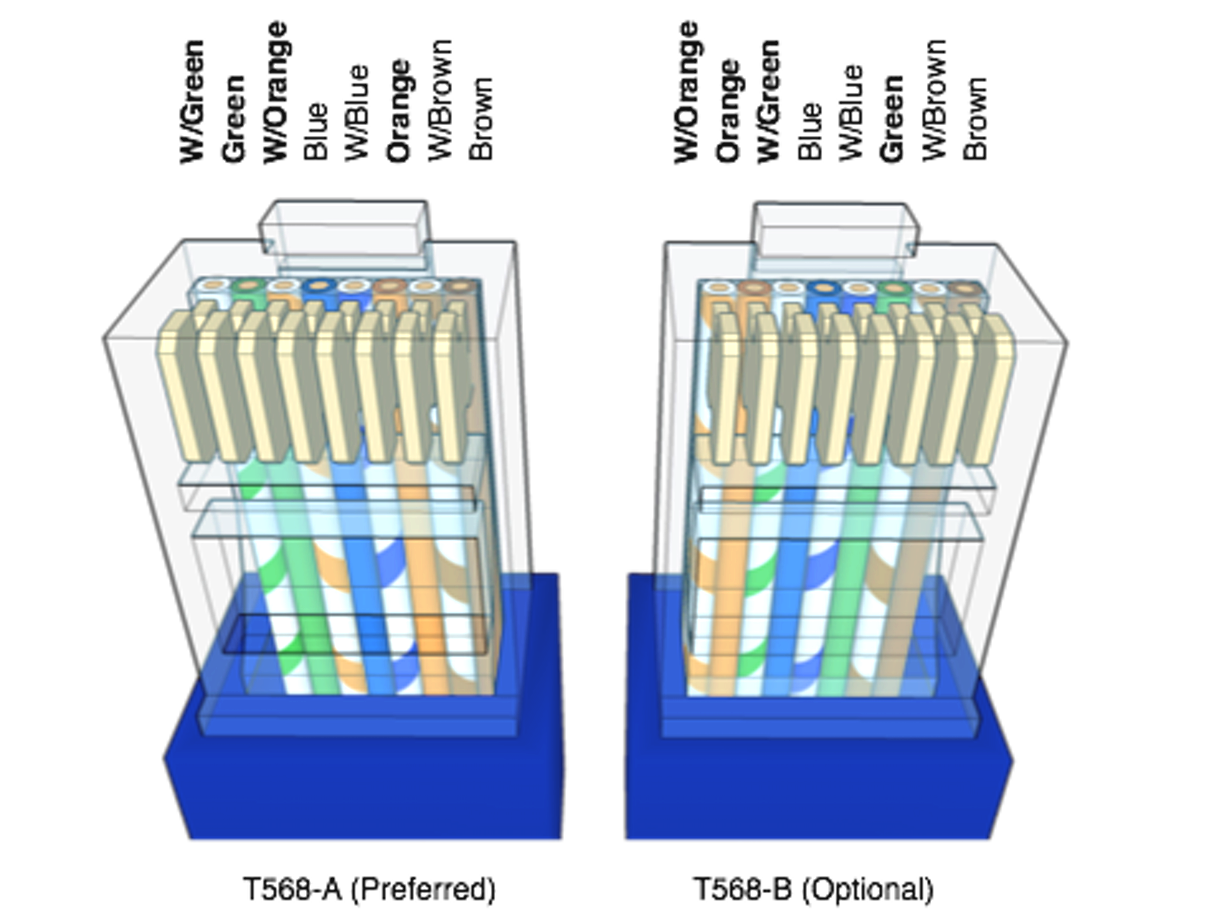 W/Green
Green
W/Orange
Blue
W/Blue
Orange
W/Brown
Brown
W/Orange
Orange
W/Green
Blue
W/Blue
Green
W/Brown
Brown
T568-A (Preferred)
T568-B (Optional)